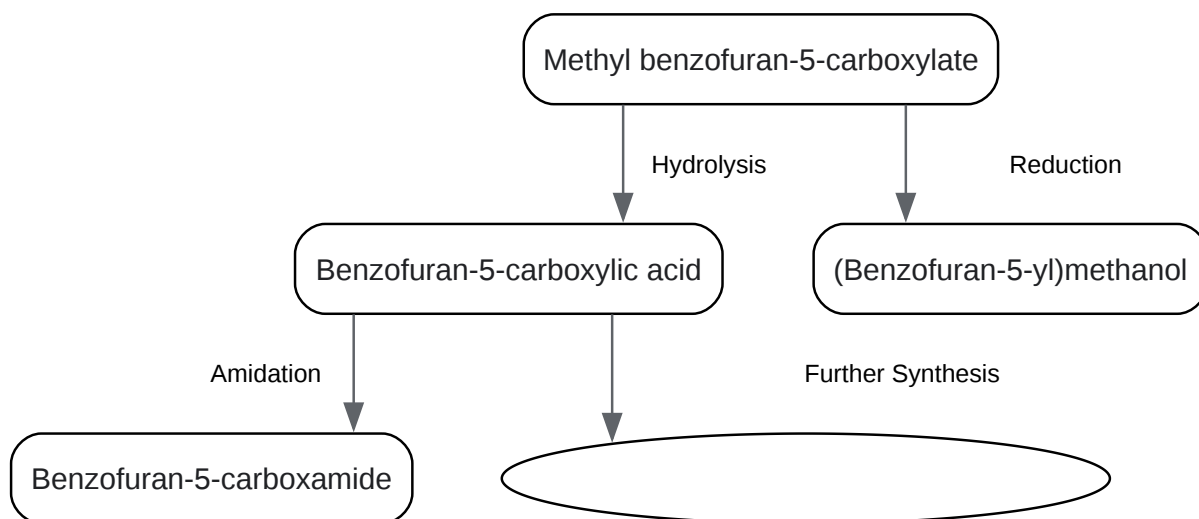 Methyl benzofuran-5-carboxylate
Hydrolysis
Reduction
Benzofuran-5-carboxylic acid
(Benzofuran-5-yl)methanol
Amidation
Further Synthesis
Benzofuran-5-carboxamide